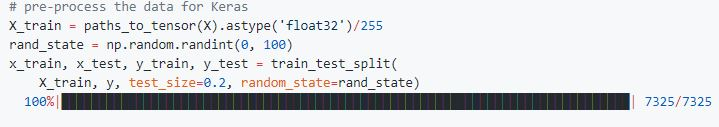 # pre-process the data for Keras
X_train = paths_to_tensor(X).astype('float32')/255
rand_state = np.random.randint(0, 100)
x_train, x_test, y_train, y_test = train_test_split(
    X_train, y, test_size=0.2, random_state=rand_state)
100%|██████████| 7325/7325